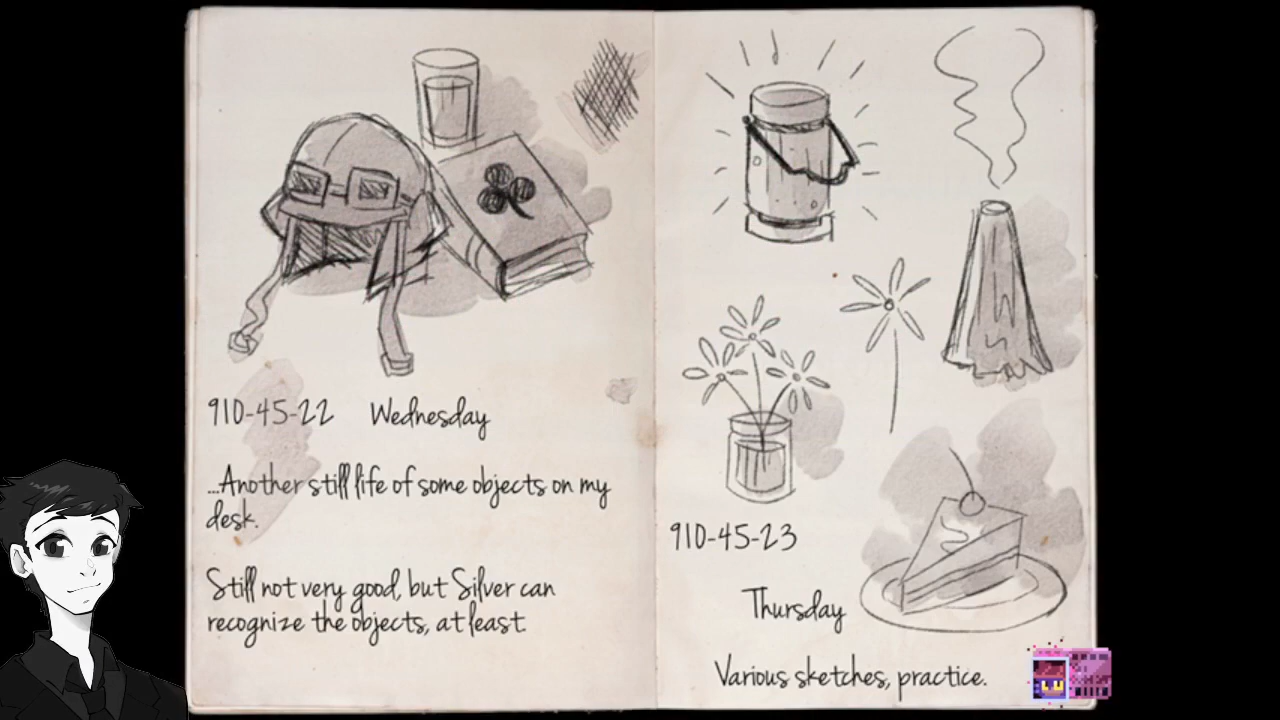 910-45-22 Wednesday
...Another still life of some objects on my
desk.
Still not very good, but Silver can
recognize the objects, at least.
910-45-23
Thursday
Various sketches, practice.